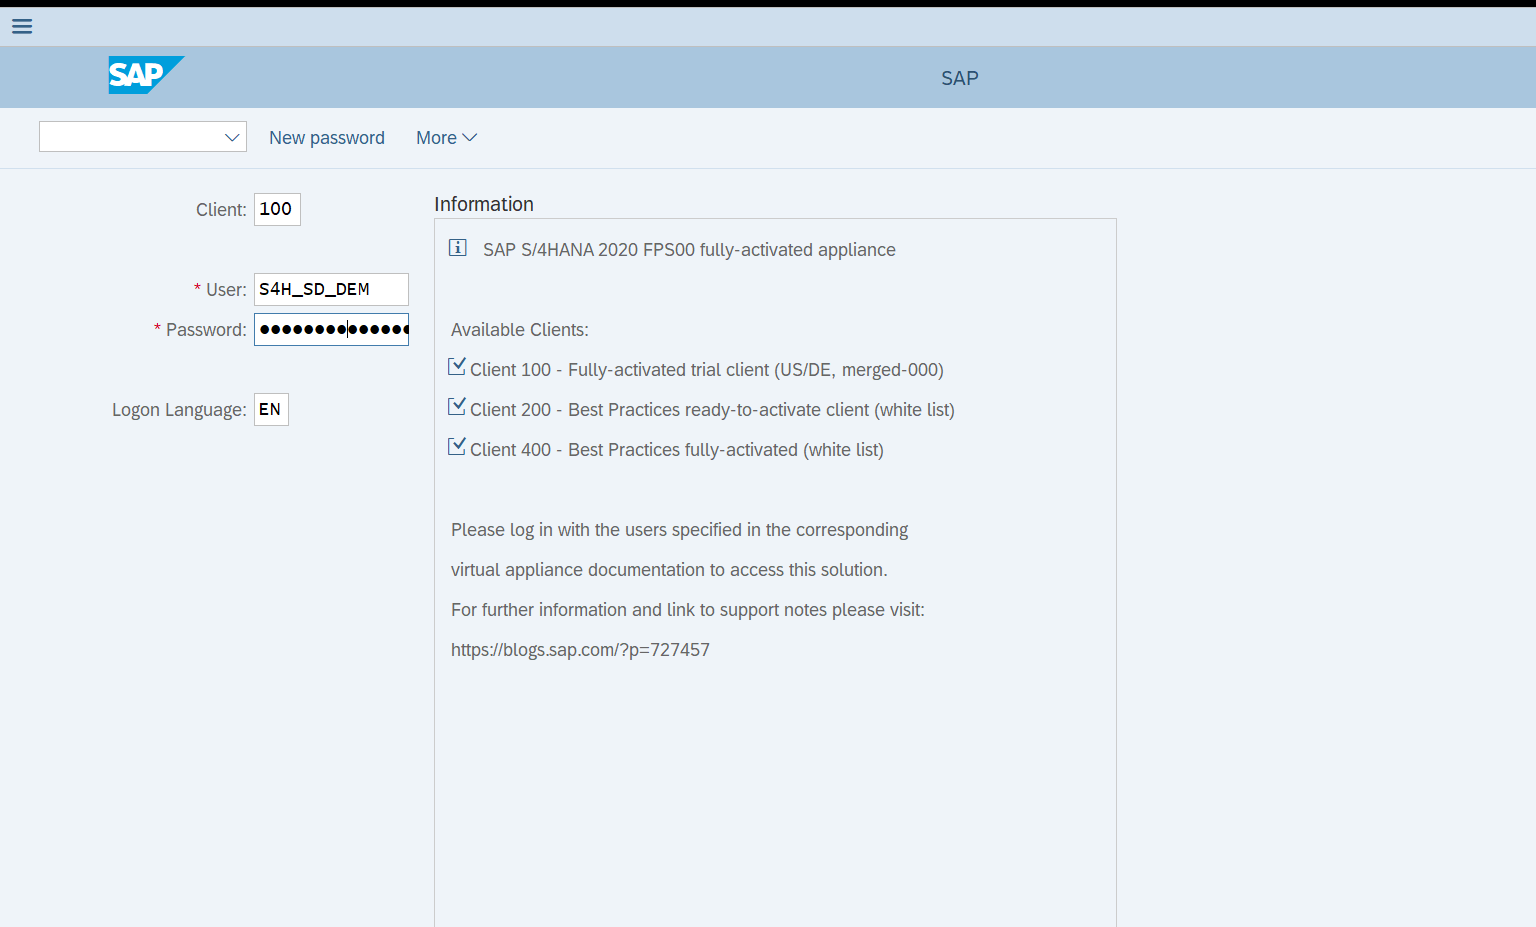 SAP
SAP
New password
More
Client: 100
Information
SAP S/4HANA 2020 FPS00 fully-activated appliance
* User: S4H_SD_DEM
Available Clients:
* Password: ●●●●●●●●●●●●●●
Client 100 - Fully-activated trial client (US/DE, merged-000)
Logon Language: EN
Client 200 - Best Practices ready-to-activate client (white list)
Client 400 - Best Practices fully-activated (white list)
Please log in with the users specified in the corresponding
virtual appliance documentation to access this solution.
For further information and link to support notes please visit:
https://blogs.sap.com/?p=727457